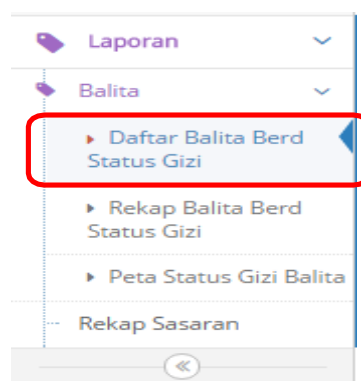 Laporan
Balita
Daftar Balita Berd
Status Gizi
Rekap Balita Berd
Status Gizi
Peta Status Gizi Balita
Rekap Sasaran